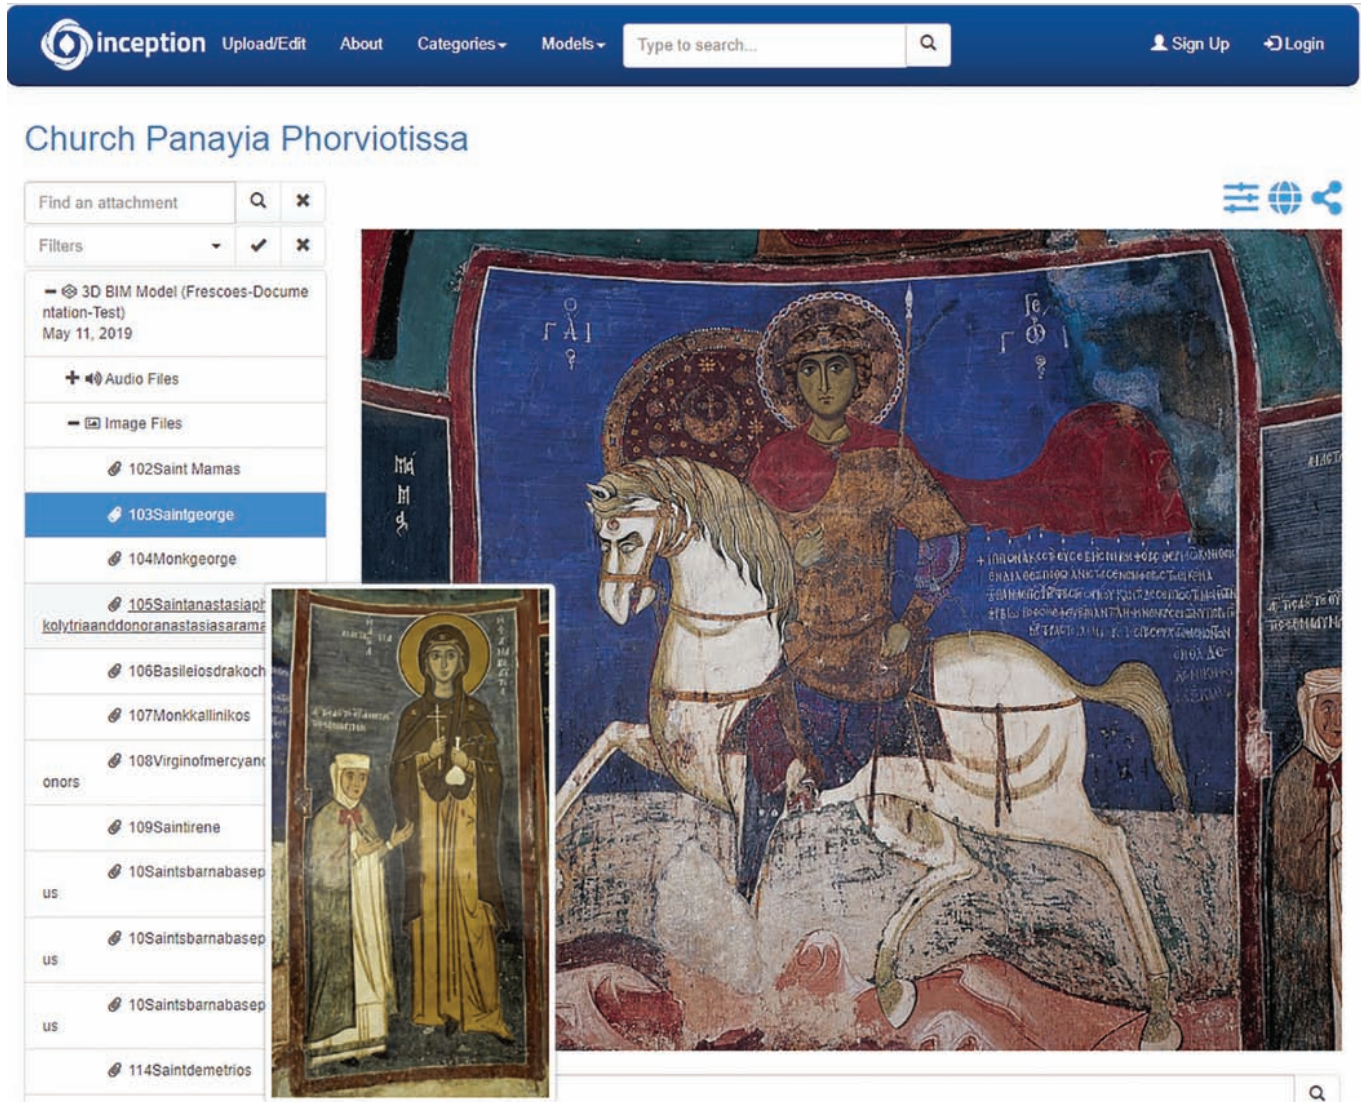 inception Upload/Edit About Categories Models Type to search... Sign Up Login
Church Panayia Phorviotissa
Find an attachment
Filters
3D BIM Model (Frescoes-Docume
ntation-Test)
May 11, 2019
Audio Files
Image Files
102Saint Mamas
103Saintgeorge
104Monkgeorge
105Saintanastasiaph
kolytriaanddonoranastasiasarama
106Basileiosdrakoch
107Monkkallinikos
108Virginofmercyand
onors
109Saintirene
10Saintsbarnabasep
us
10Saintsbarnabasep
us
10Saintsbarnabasep
us
114Saintdemetrios